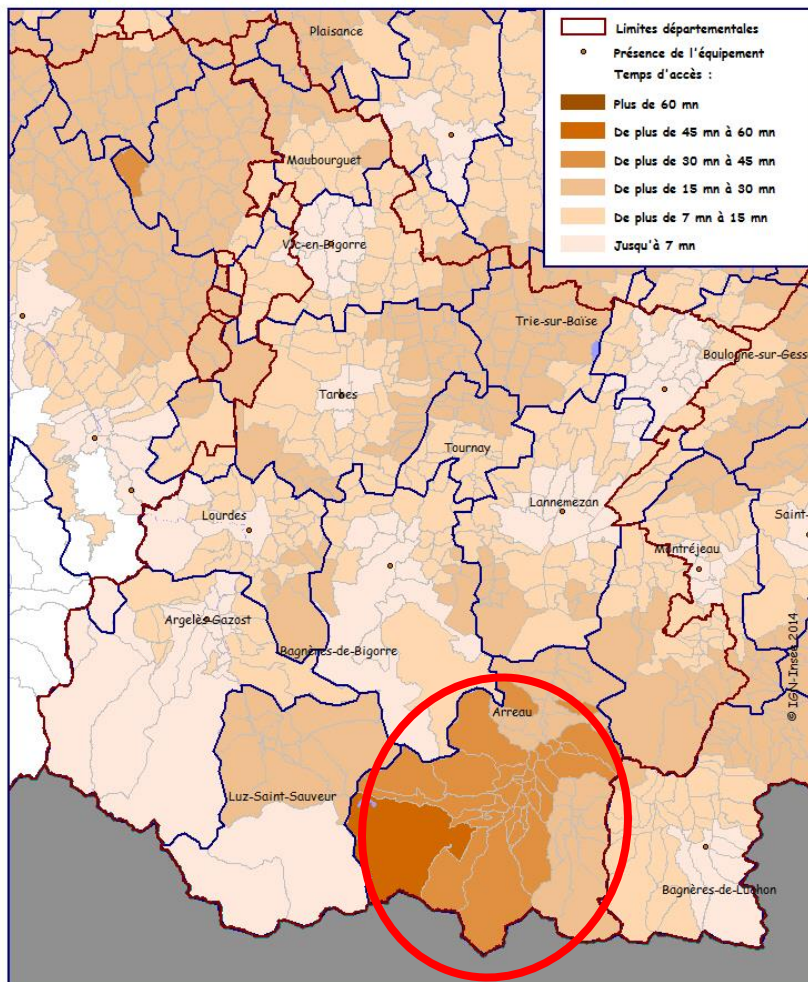 Plaisance
Limites départementales
Présence de l'équipement
Temps d'accès :
Plus de 60 mn
De plus de 45 mn à 60 mn
De plus de 30 mn à 45 mn
De plus de 15 mn à 30 mn
De plus de 7 mn à 15 mn
Jusqu'à 7 mn
Maubourguet
Vic-en-Bigorre
Trie-sur-Baïse
Boulogne-sur-Gess
Tarbes
Tournay
Lannemezan
Lourdes
Saint-
Montréjeau
Argelès-Gazost
Bagnères-de-Bigorre
© IGN-Insee 2014
Arreau
Luz-Saint-Sauveur
Bagnères-de-Luchon